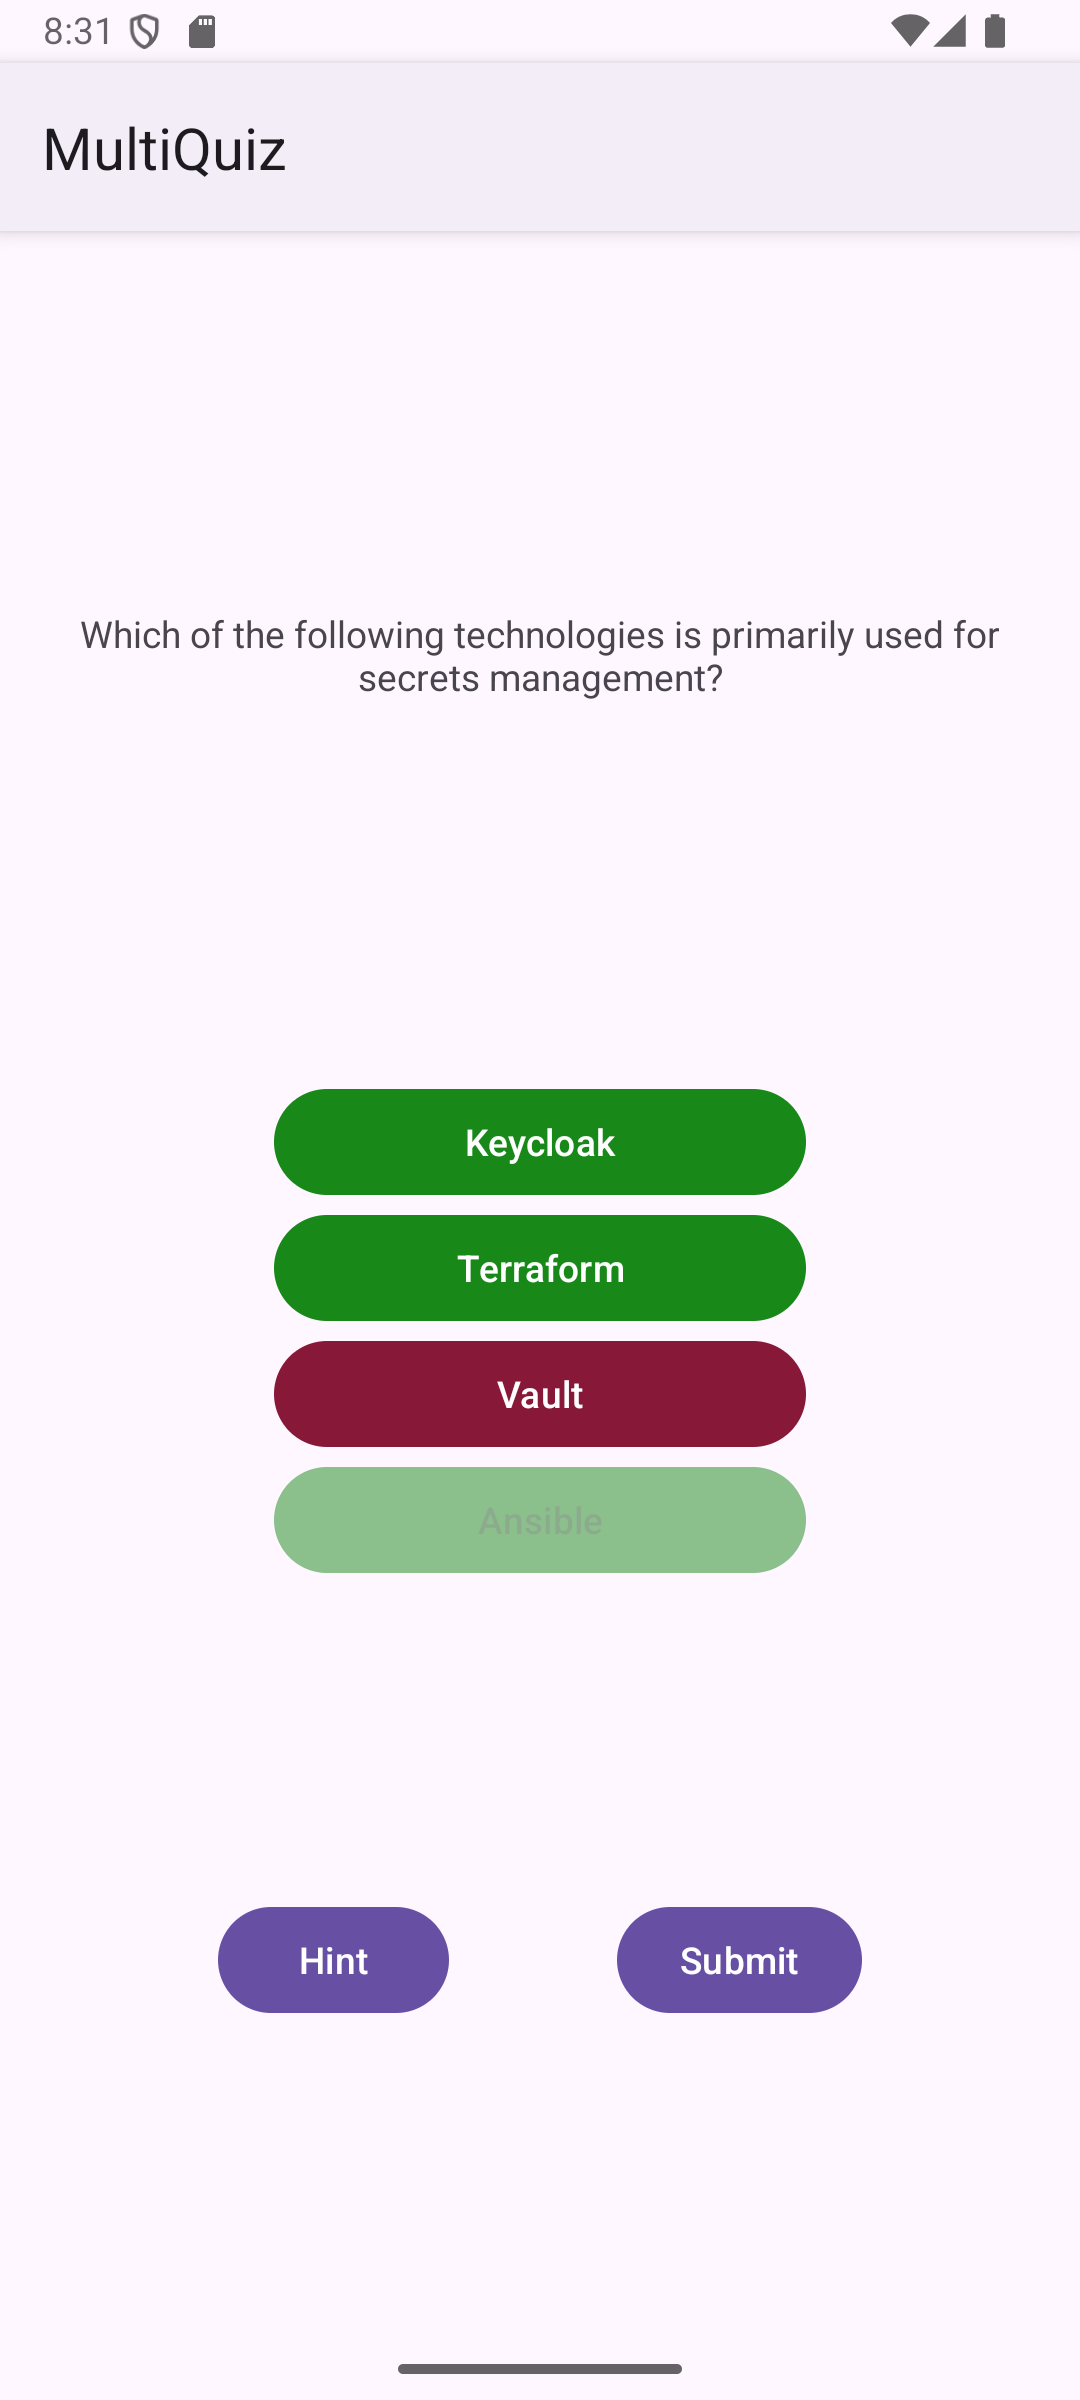 8:31
MultiQuiz
Which of the following technologies is primarily used for
secrets management?
Keycloak
Terraform
Vault
Ansible
Hint
Submit